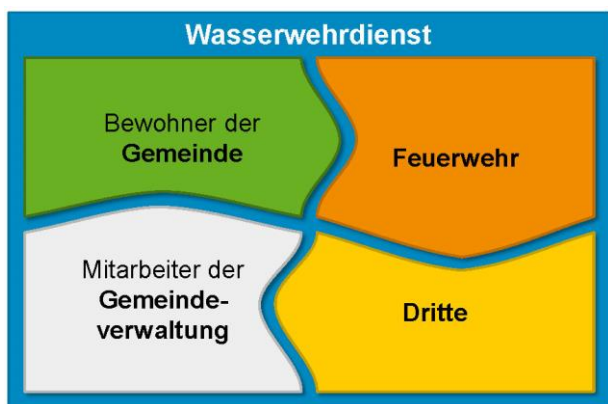 Wasserwehrdienst
Bewohner der
Gemeinde
Feuerwehr
Mitarbeiter der
Gemeinde-
verwaltung
Dritte